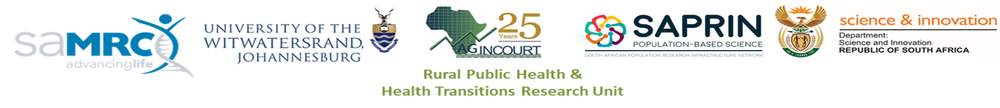 saMRC
advancinglife
UNIVERSITY OF THE
WITWATERSRAND,
JOHANNESBURG
25
Years
AGINCOURT
SAPRIN
POPULATION-BASED SCIENCE
SOUTH AFRICAN POPULATION RESEARCH INFRASTRUCTURE NETWORK
science & innovation
Department:
Science and Innovation
REPUBLIC OF SOUTH AFRICA
Rural Public Health &
Health Transitions Research Unit